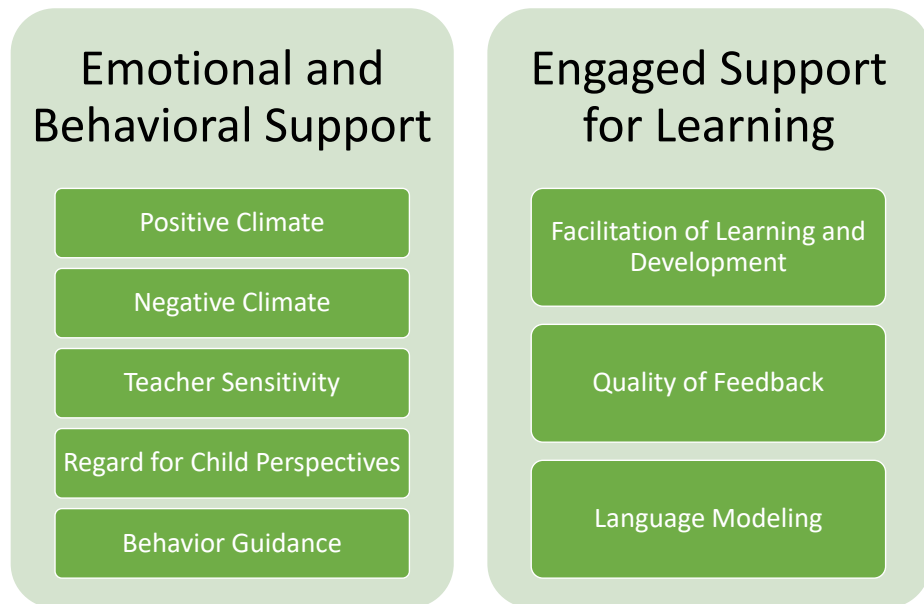 Emotional and
Behavioral Support
Positive Climate
Negative Climate
Teacher Sensitivity
Regard for Child Perspectives
Behavior Guidance
Engaged Support
for Learning
Facilitation of Learning and
Development
Quality of Feedback
Language Modeling